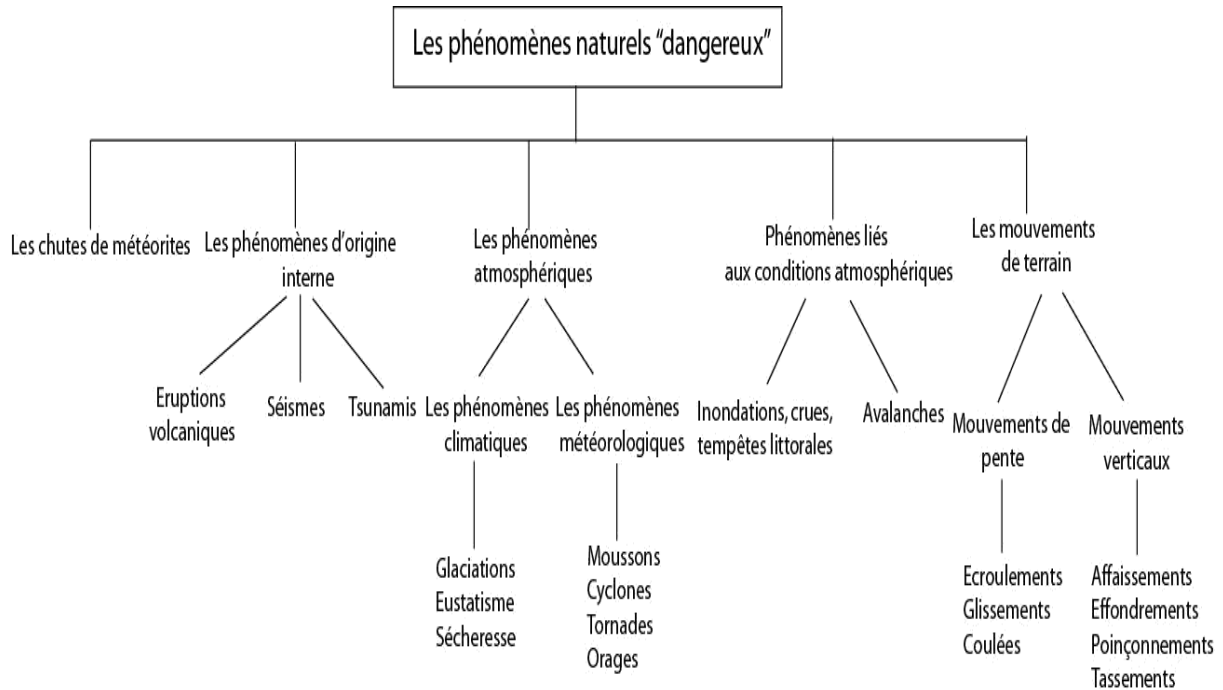 Les phénomènes naturels “dangereux”
Les chutes de météorites
Les phénomènes d'origine
interne
Les phénomènes
atmosphériques
Phénomènes liés
aux conditions atmosphériques
Les mouvements
de terrain
Eruptions
volcaniques
Séismes
Tsunamis
Les phénomènes
climatiques
Les phénomènes
météorologiques
Inondations, crues,
tempêtes littorales
Avalanches
Mouvements de
pente
Mouvements
verticaux
Glaciations
Eustatisme
Sécheresse
Moussons
Cyclones
Tornades
Orages
Ecroulements
Glissements
Coulées
Affaissements
Effondrements
Poinçonnements
Tassements